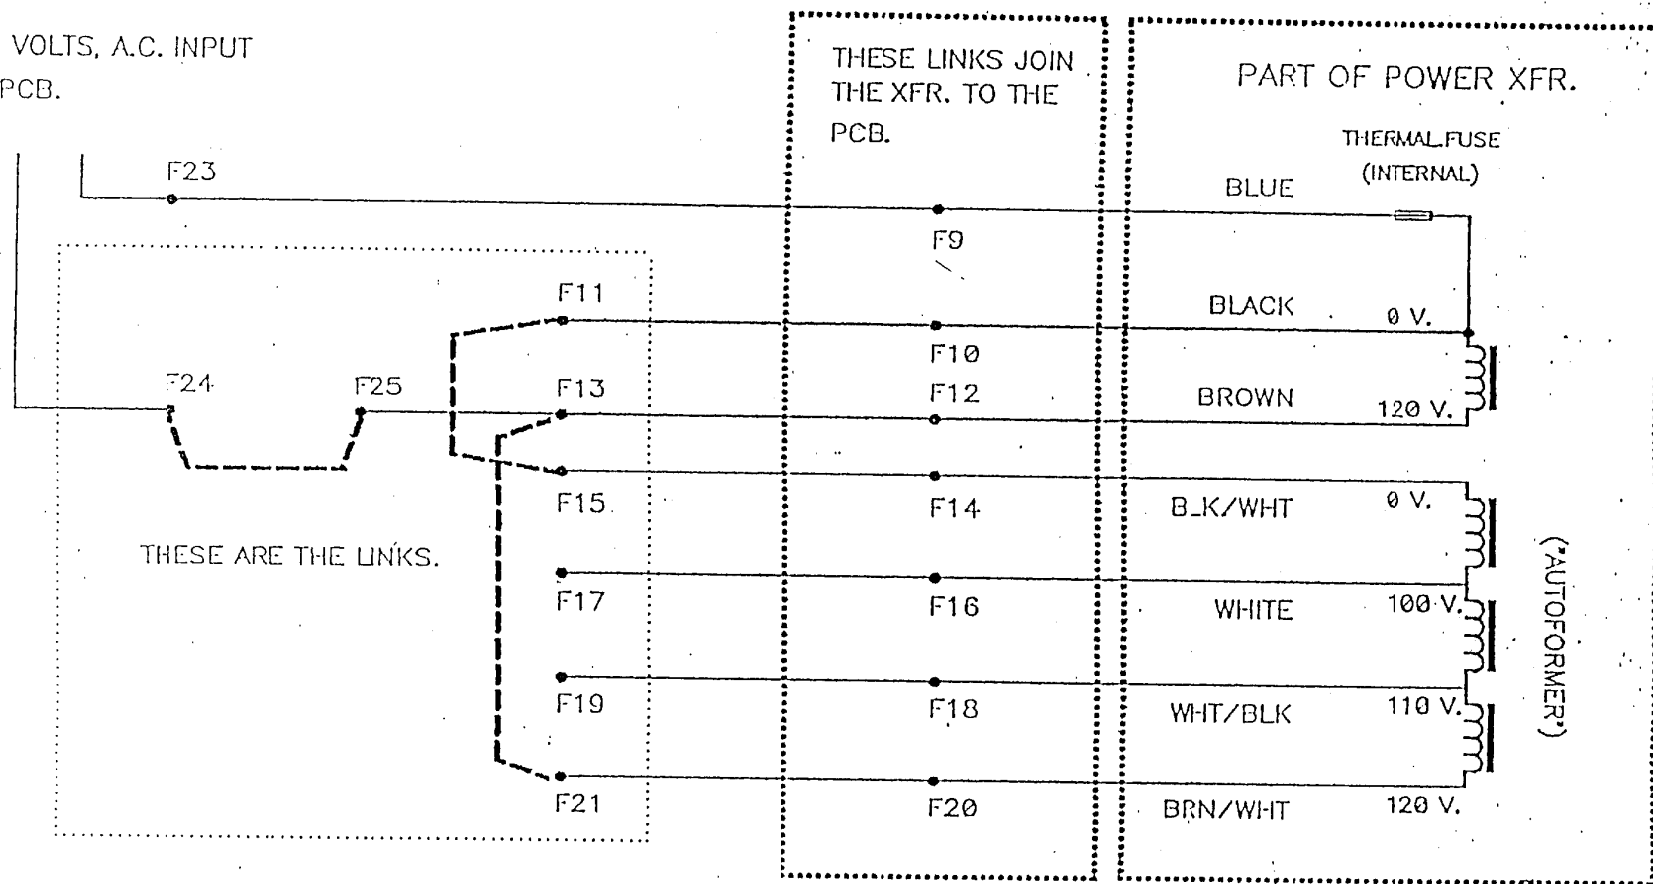 VOLTS, A.C. INPUT
PCB.
THESE LINKS JOIN
THE XFR. TO THE
PCB.
PART OF POWER XFR.
THERMAL.FUSE
(INTERNAL)
F23
BLUE
F9
F11
BLACK
0 V.
F10
F24
F25
F13
F12
BROWN
120 V.
F15
F14
BLK/WHT
0 V.
THESE ARE THE LINKS.
F17
F16
WHITE
100 V.
("AUTOFORMER")
F19
F18
WHT/BLK
110 V.
F21
F20
BRN/WHT
120 V.